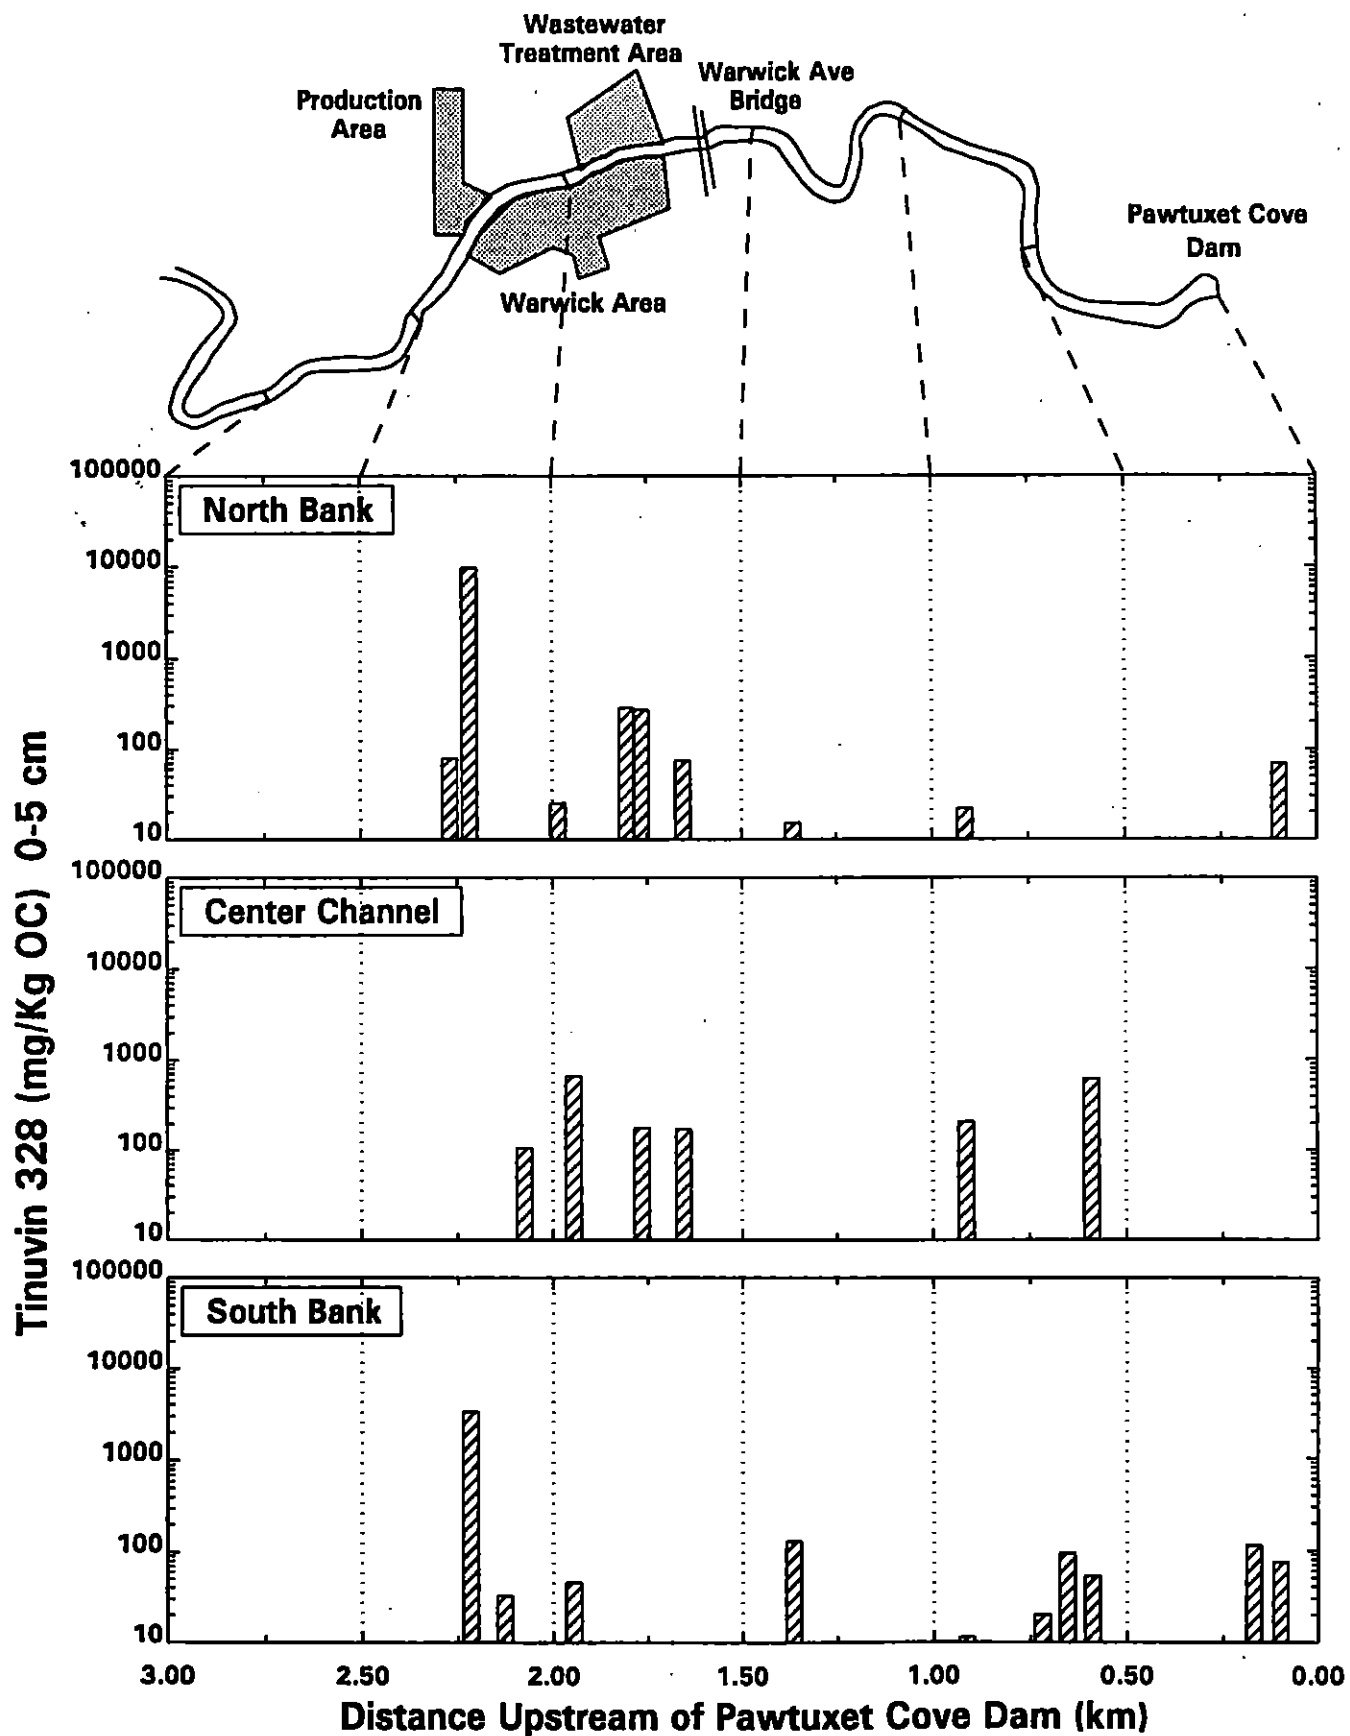 Wastewater
Treatment Area
Warwick Ave
Bridge
Production
Area
Pawtuxet Cove
Dam
Warwick Area
100000
North Bank
10000
1000
100
10
100000
Center Channel
10000
1000
100
10
100000
South Bank
10000
1000
100
10
Tinuvin 328 (mg/Kg OC) 0-5 cm
3.00 2.50 2.00 1.50 1.00 0.50 0.00
Distance Upstream of Pawtuxet Cove Dam (km)